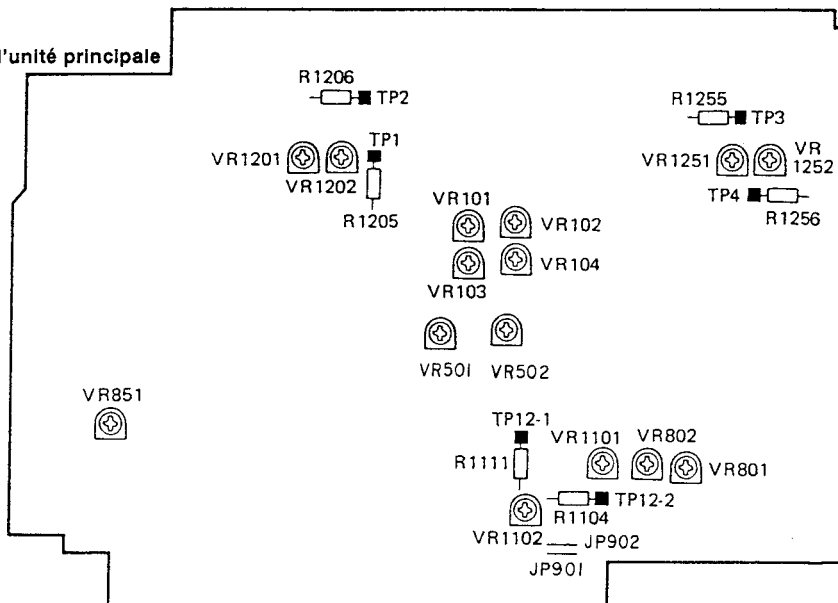 l'unité principale
R1206
TP2
R1255
TP3
TP1
VR1201
VR1202
R1205
VR1251
VR
1252
TP4
R1256
VR101
VR102
VR104
VR103
VR501
VR502
VR851
TP12-1
VR1101
VR802
R1111
VR801
TP12-2
R1104
VR1102
JP902
JP901